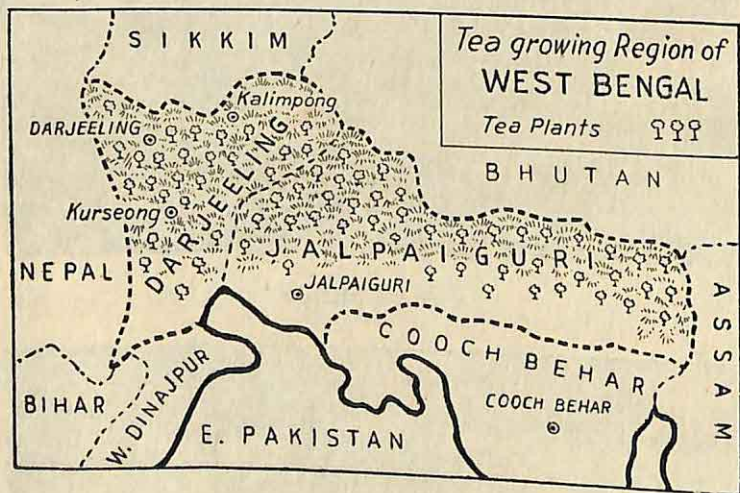 SIKKIM
Tea growing Region of
WEST BENGAL
Tea Plants
Kalimpong
DARJEELING
DARJEELING
BHUTAN
Kurseong
JALPAIGURI
NEPAL
JALPAIGURI
ASSAM
COOCH BEHAR
BIHAR
W. DINAJPUR
COOCH BEHAR
E. PAKISTAN